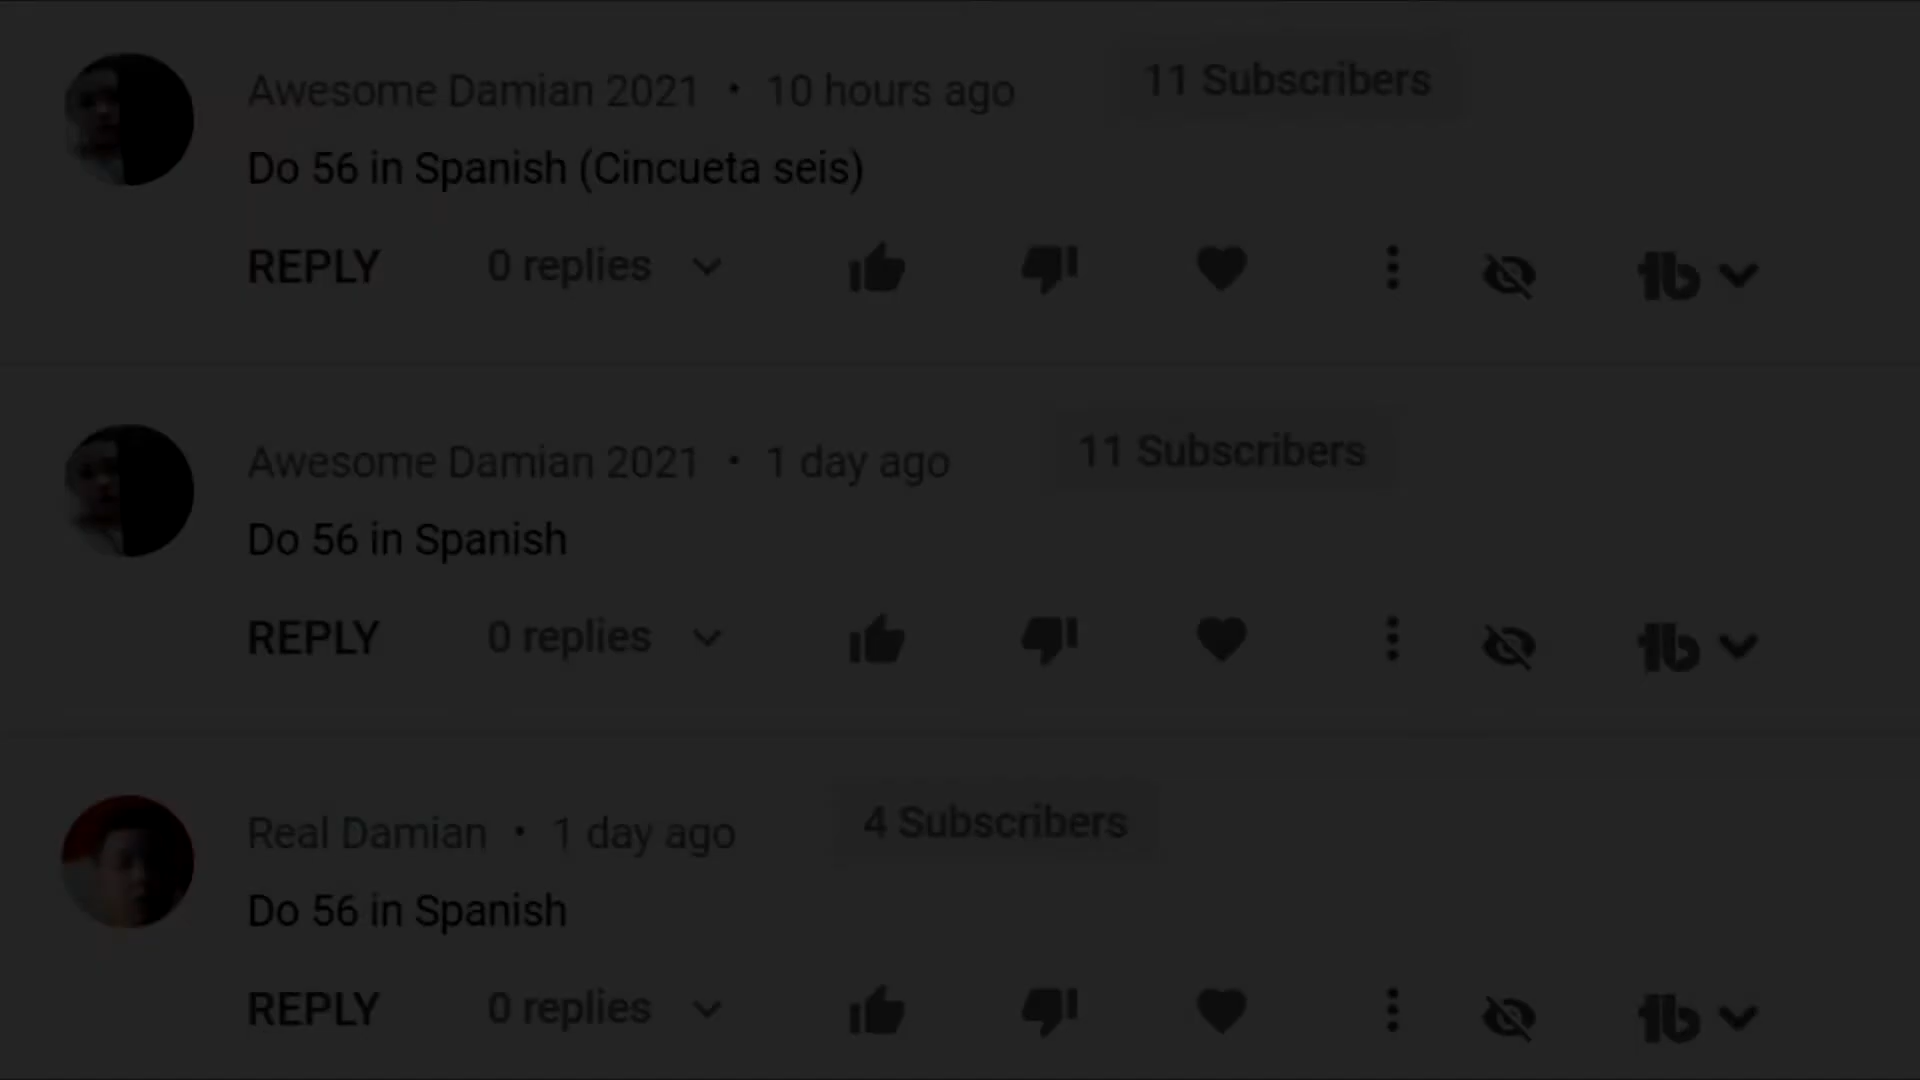 Awesome Damian 2021 • 10 hours ago 11 Subscribers
Do 56 in Spanish (Cincueta seis)
REPLY 0 replies
Awesome Damian 2021 • 1 day ago 11 Subscribers
Do 56 in Spanish
REPLY 0 replies
Real Damian • 1 day ago 4 Subscribers
Do 56 in Spanish
REPLY 0 replies